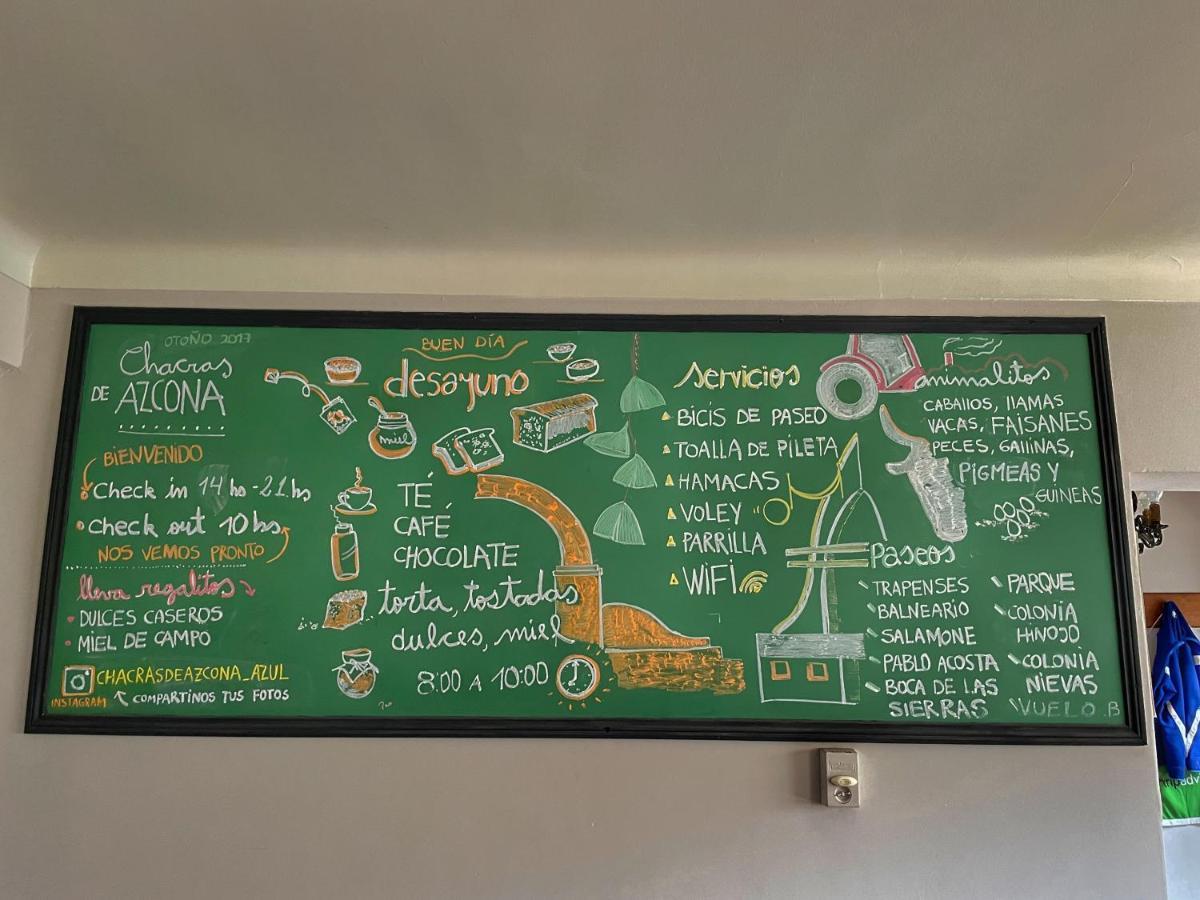 OTOÑO 2017
Chacras
DE AZCONA
BIENVENIDO
Check in 14 hs - 21 hs
Check out 10 hs
NOS VEMOS PRONTO
lleva regalitos
DULCES CASEROS
MIEL DE CAMPO
CHACRASDEAZCONA_AZUL
INSTAGRAM
COMPARTINOS TUS FOTOS
BUEN DÍA
desayuno
miel
TÉ
CAFÉ
CHOCOLATE
torta, tostadas
dulces, miel
8:00 A 10:00
servicios
BICIS DE PASEO
TOALLA DE PILETA
HAMACAS
VOLEY
PARRILLA
WIFI
animalitos
CABAllOS, llAMAS
VACAS, FAISANES
PECES, GAllINAS,
PIGMEAS Y
GUINEAS
Paseos
TRAPENSES
BALNEARIO
SALAMONE
PABLO ACOSTA
BOCA DE LAS
SIERRAS
PARQUE
COLONIA
HINOJO
COLONIA
NIEVAS
VUELO.B